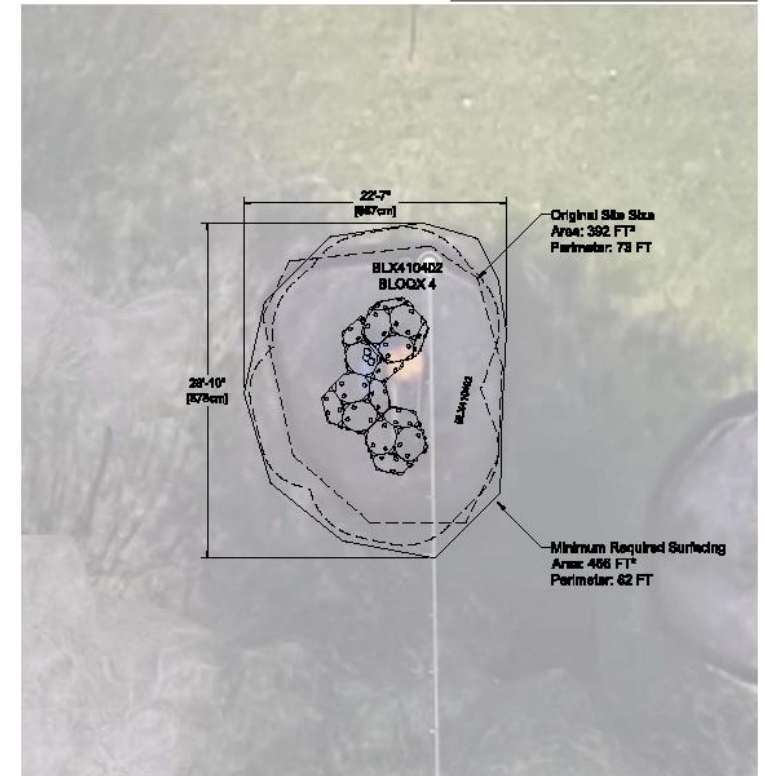 22'-7"
[687cm]
Original Site Size
Area: 392 FT²
Perimeter: 73 FT
BLX410402
BLOQX 4
28'-10"
[878cm]
BLX410402
Minimum Required Surfacing
Area: 466 FT²
Perimeter: 82 FT